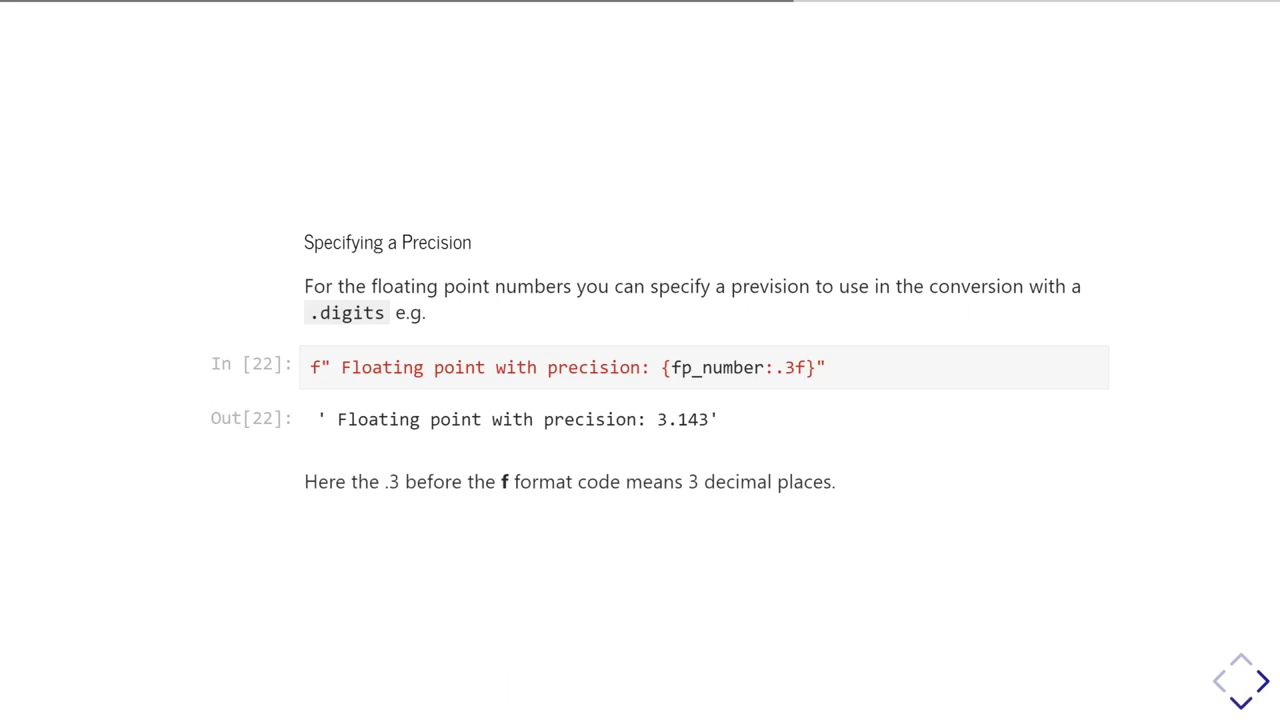 Specifying a Precision
For the floating point numbers you can specify a prevision to use in the conversion with a
.digits e.g.
In [22]: f" Floating point with precision: {fp_number:.3f}"
Out[22]: ' Floating point with precision: 3.143'
Here the .3 before the f format code means 3 decimal places.